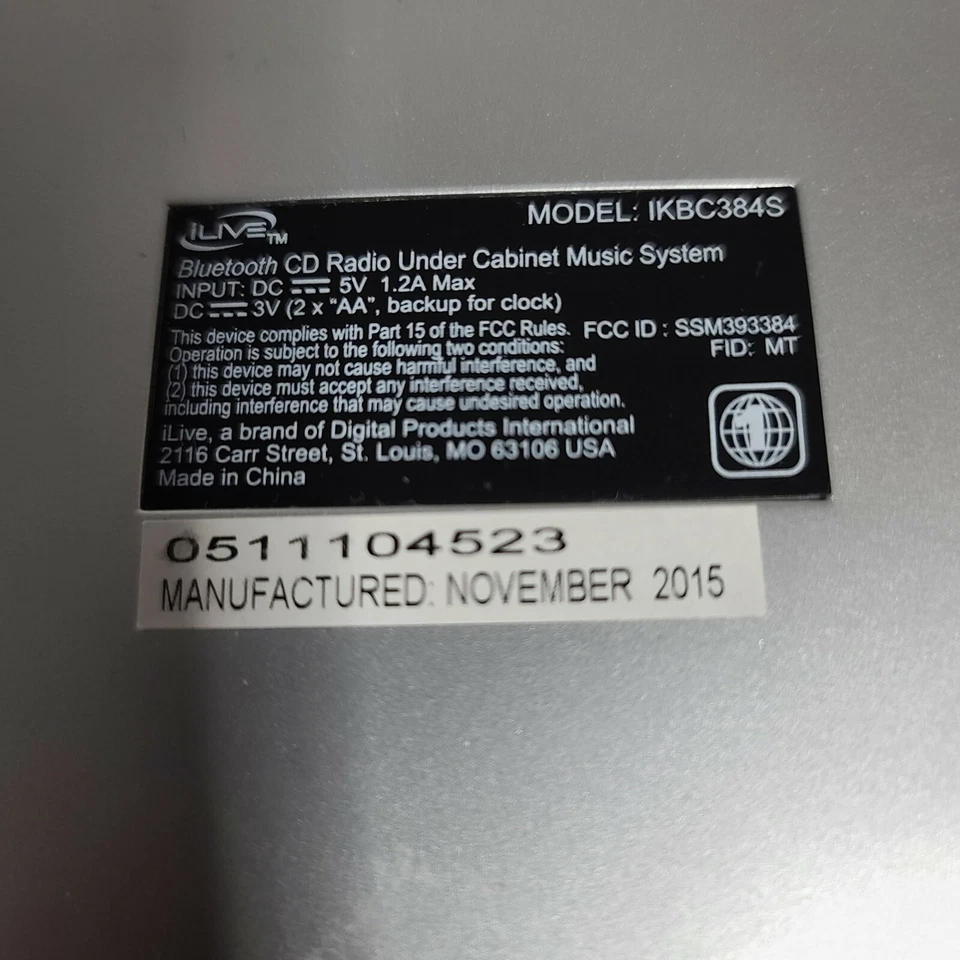 iLIVE™
MODEL: IKBC384S
Bluetooth CD Radio Under Cabinet Music System
INPUT: DC ⎓ 5V 1.2A Max
DC ⎓ 3V (2 x "AA", backup for clock)
This device complies with Part 15 of the FCC Rules. FCC ID : SSM393384
Operation is subject to the following two conditions: FID: MT
(1) this device may not cause harmful interference, and
(2) this device must accept any interference received,
including interference that may cause undesired operation.
iLive, a brand of Digital Products International
2116 Carr Street, St. Louis, MO 63106 USA
Made in China
1
0511104523
MANUFACTURED: NOVEMBER 2015